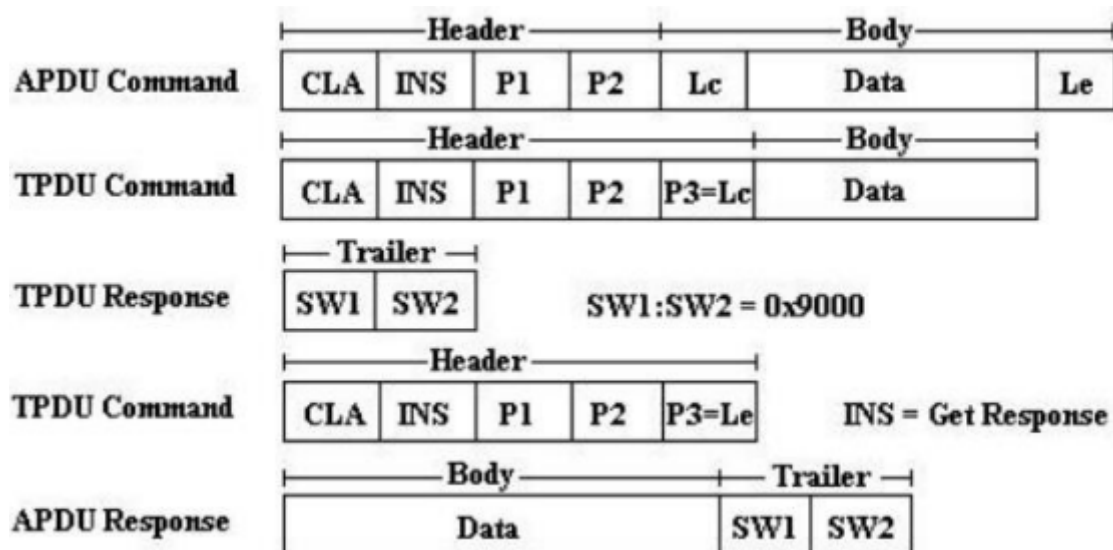 Header Body
APDU Command CLA INS P1 P2 Lc Data Le
Header Body
TPDU Command CLA INS P1 P2 P3=Lc Data
Trailer
TPDU Response SW1 SW2 SW1:SW2 = 0x9000
Header
TPDU Command CLA INS P1 P2 P3=Le INS = Get Response
Body Trailer
APDU Response Data SW1 SW2